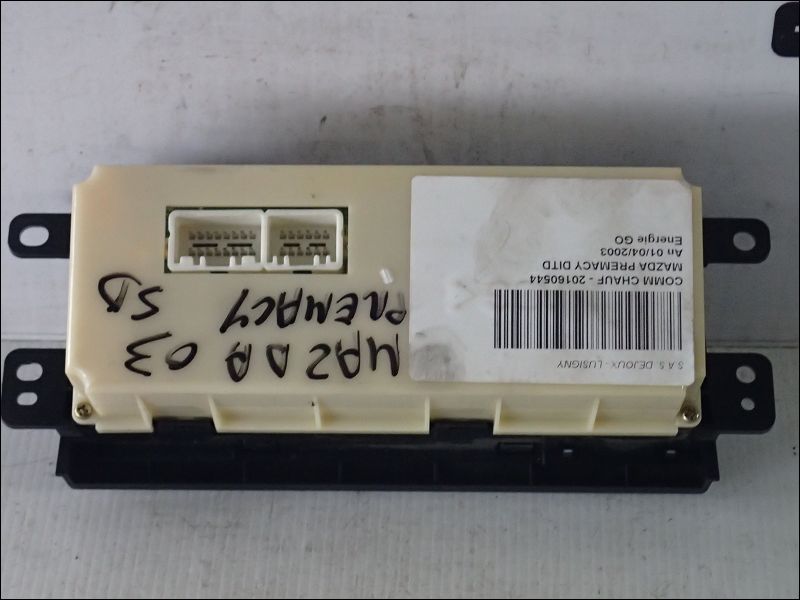 S.A.S. DEJOUX - LUSIGNY
COMM CHAUF - 20160544
MAZDA PREMACY DITD
An 01/04/2003
Energie GO
MAZDA 03
PREMACY 5D